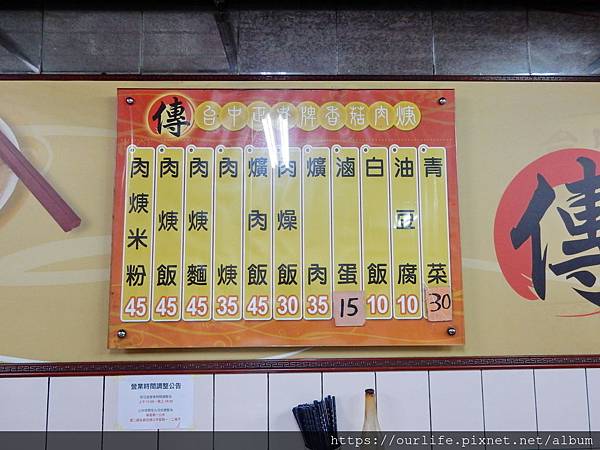 傳 台中正老牌香菇肉焿
肉焿米粉 45
肉焿飯 45
肉焿麵 45
肉焿 35
爌肉飯 45
肉燥飯 30
爌肉 35
滷蛋 15
白飯 10
油豆腐 10
青菜 30
傳
營業時間調整公告
https://ourlife.pixnet.net/album